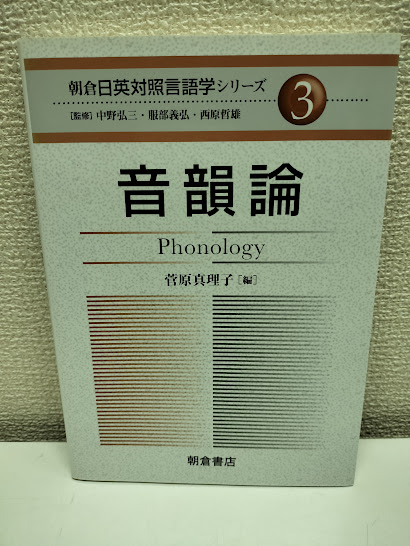 朝倉日英対照言語学シリーズ 3
[監修] 中野弘三・服部義弘・西原哲雄
音韻論
Phonology
菅原真理子[編]
朝倉書店